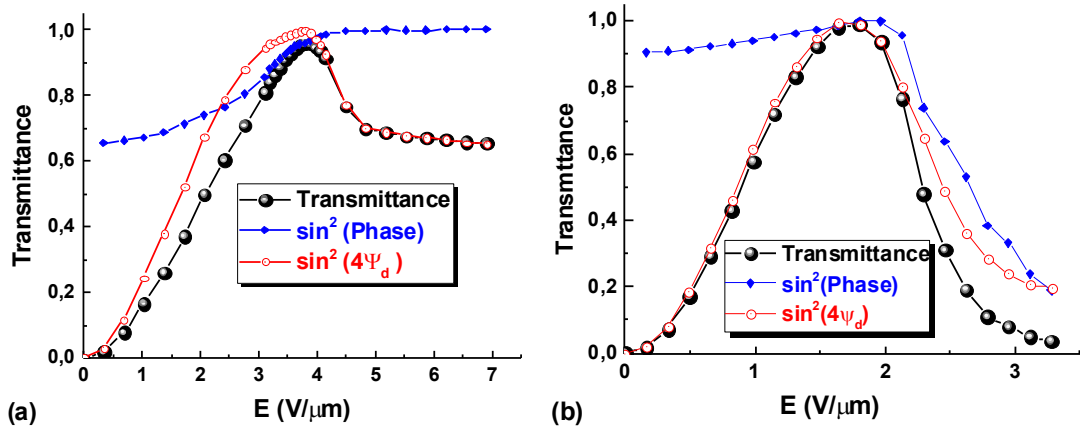 Transmittance
1,0
0,8
0,6
0,4
0,2
0,0
0 1 2 3 4 5 6 7
E (V/μm)
Transmittance
sin² (Phase)
sin² (4Ψd )
(a)
Transmttance
1,0
0,8
0,6
0,4
0,2
0,0
0 1 2 3
E (V/μm)
Transmittance
sin²(Phase)
sin²(4ψd)
(b)